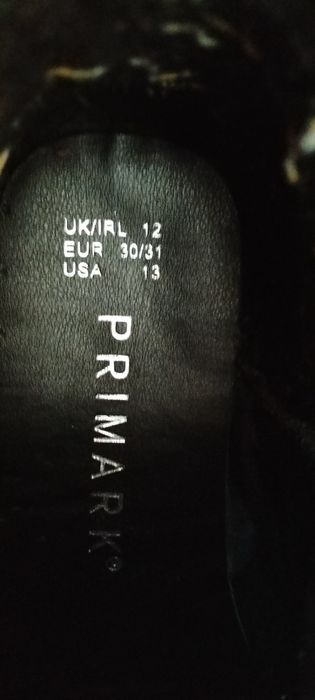 UK/IRL 12
EUR 30/31
USA 13
PRIMARK®